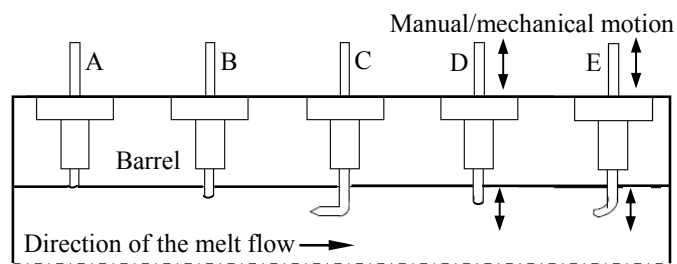 Manual/mechanical motion
A B C D E
Barrel
Direction of the melt flow